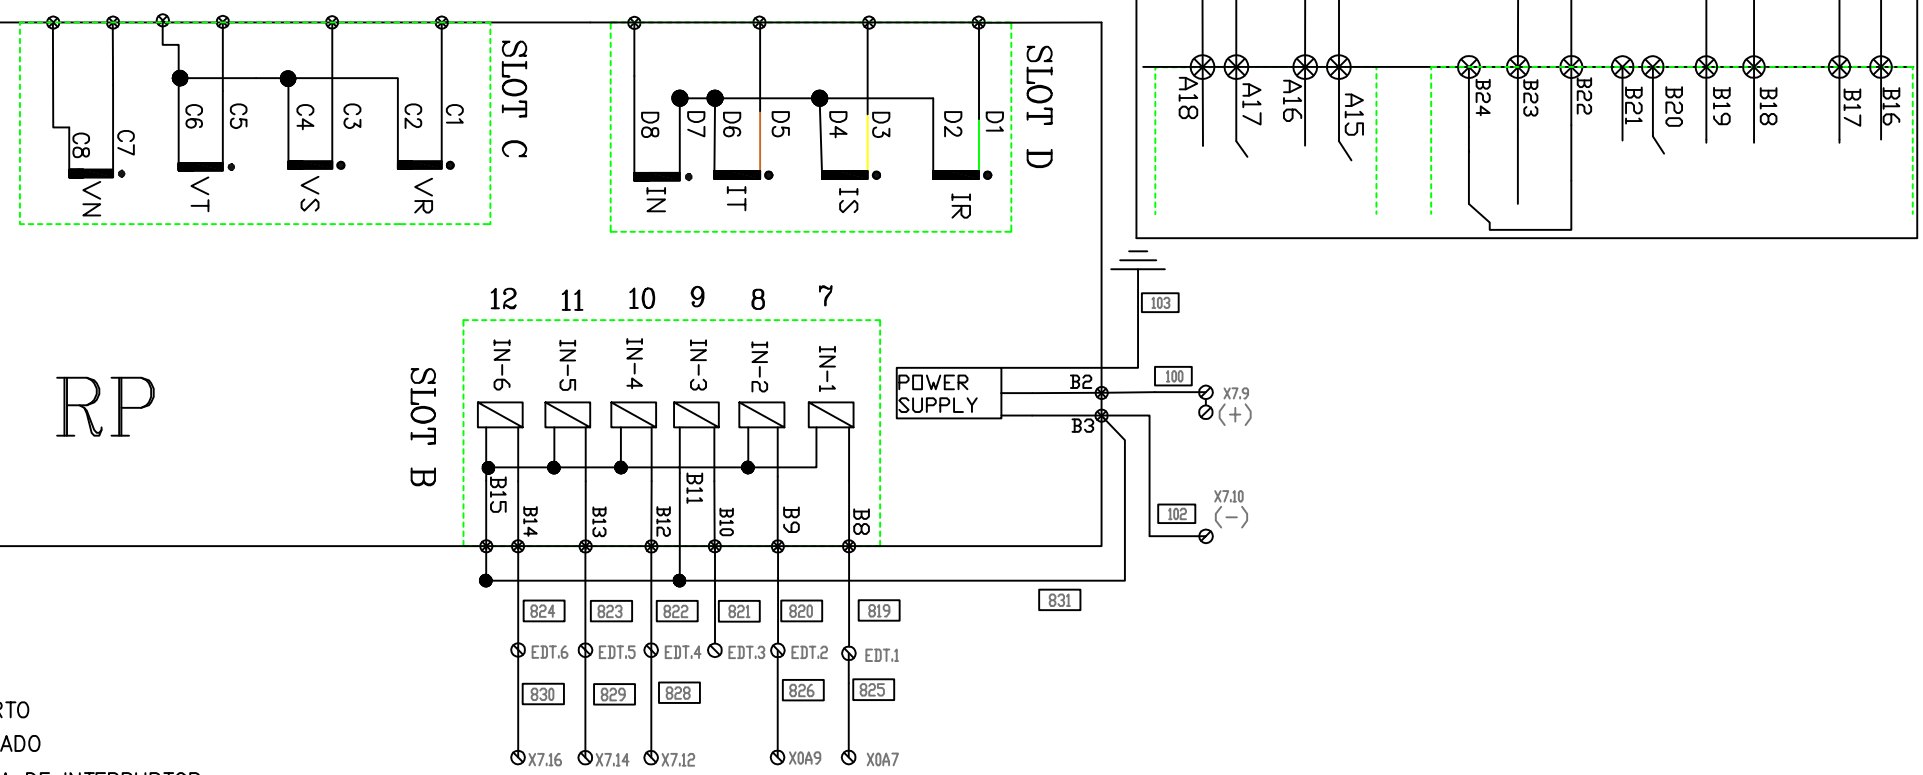 C8
C7
C6
C5
C4
C3
C2
C1
VN
VT
VS
VR
SLOT C
D8
D7
D6
D5
D4
D3
D2
D1
IN
IT
IS
IR
SLOT D
A18
A17
A16
A15
B24
B23
B22
B21
B20
B19
B18
B17
B16
103
12
11
10
9
8
7
IN-6
IN-5
IN-4
IN-3
IN-2
IN-1
SLOT B
RP
POWER
SUPPLY
B2
B3
100
X7.9
(+)
102
X7.10
(-)
B15
B14
B13
B12
B11
B10
B9
B8
824
823
822
821
820
819
831
EDT.6
EDT.5
EDT.4
EDT.3
EDT.2
EDT.1
830
829
828
826
825
X7.16
X7.14
X7.12
X0A9
X0A7
RTO
ADO
A DE INTERRUPTOR